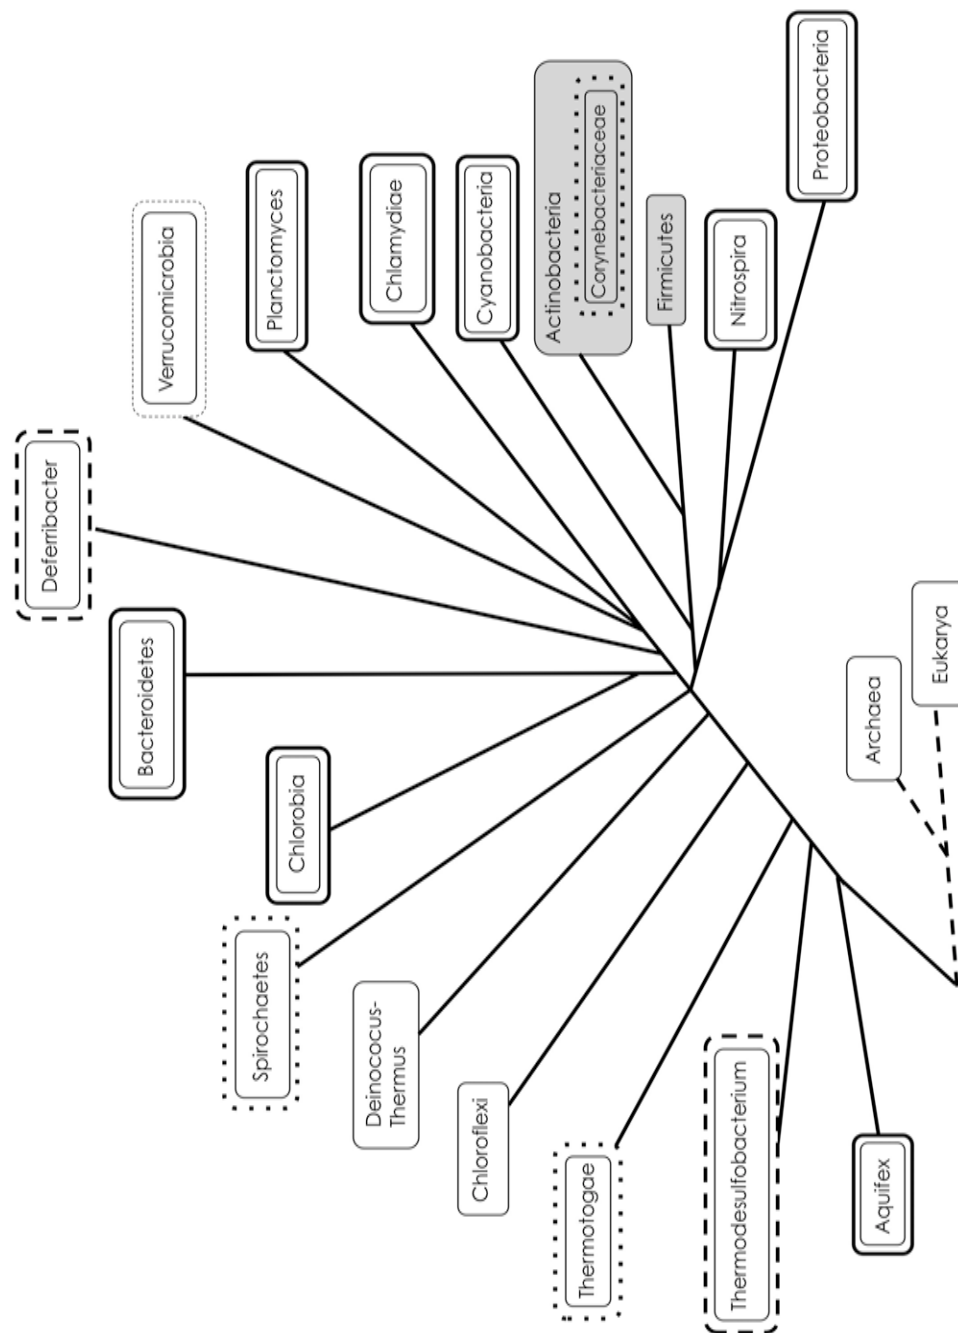 Proteobacteria
Nitrospira
Firmicutes
Actinobacteria
Corynebacteriaceae
Cyanobacteria
Chlamydiae
Planctomyces
Verrucomicrobia
Deferribacter
Bacteroidetes
Chlorobia
Spirochaetes
Deinococus-
Thermus
Chloroflexi
Thermotogae
Thermodesulfobacterium
Aquifex
Archaea
Eukarya